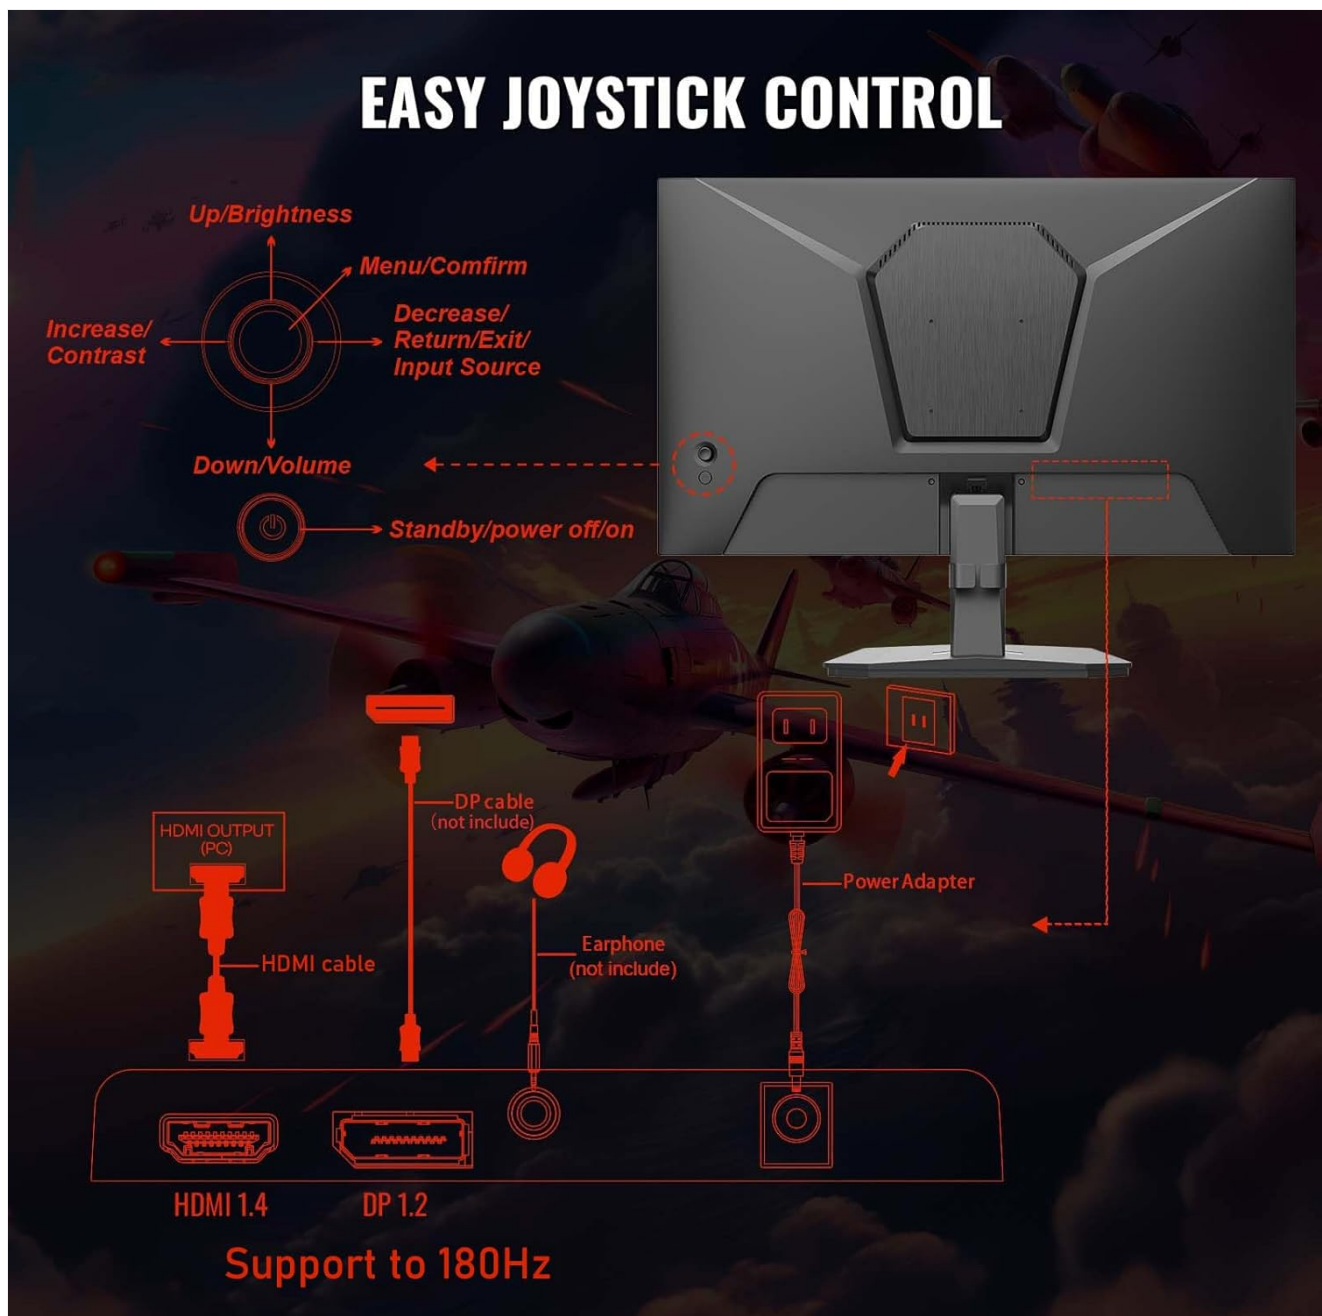 EASY JOYSTICK CONTROL
Up/Brightness
Menu/Comfirm
Increase/
Contrast
Decrease/
Return/Exit/
Input Source
Down/Volume
Standby/power off/on
DP cable
(not include)
HDMI OUTPUT
(PC)
Power Adapter
Earphone
(not include)
HDMI cable
HDMI 1.4
DP 1.2
Support to 180Hz